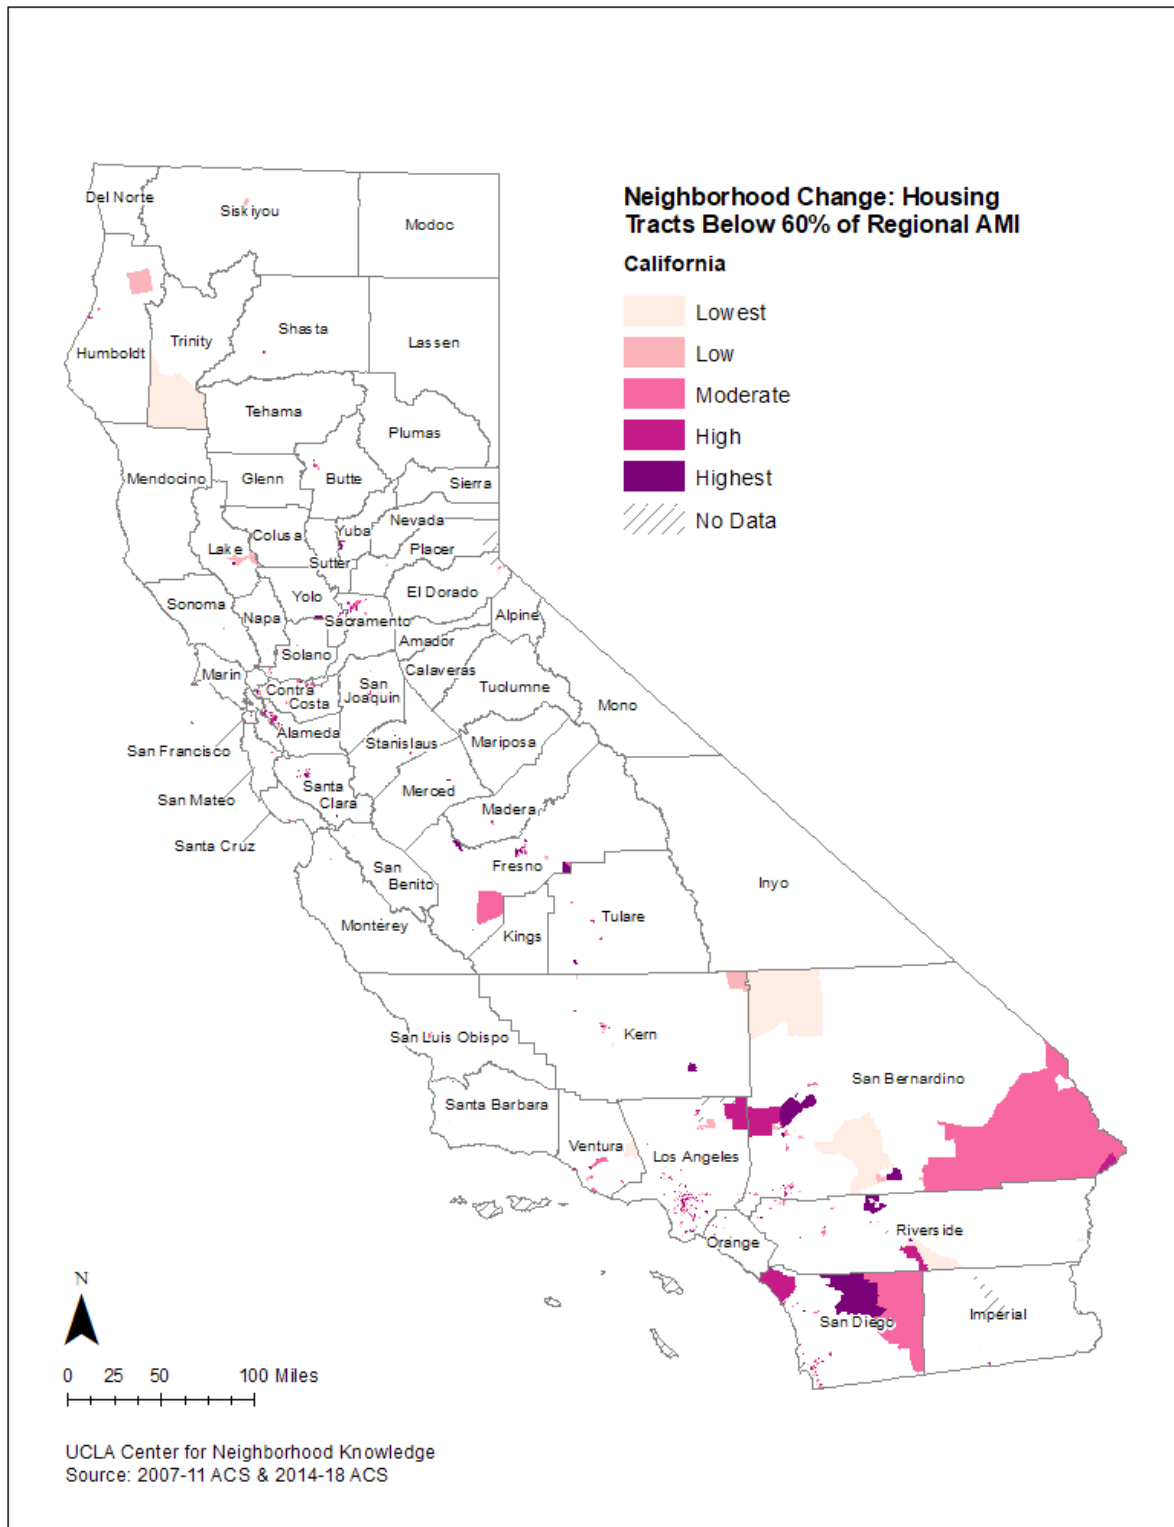 Neighborhood Change: Housing
Tracts Below 60% of Regional AMI
California
Lowest
Low
Moderate
High
Highest
No Data
Del Norte
Siskiyou
Modoc
Humboldt
Trinity
Shasta
Lassen
Tehama
Plumas
Mendocino
Glenn
Butte
Sierra
Lake
Colusa
Yuba
Nevada
Sutter
Placer
Sonoma
Napa
Yolo
Sacramento
El Dorado
Alpine
Marin
Solano
Amador
Contra
Costa
San
Joaquin
Calaveras
Tuolumne
Mono
San Francisco
Alameda
Stanislaus
Mariposa
San Mateo
Santa
Clara
Merced
Madera
Santa Cruz
San
Benito
Fresno
Inyo
Monterey
Kings
Tulare
San Luis Obispo
Kern
San Bernardino
Santa Barbara
Ventura
Los Angeles
Orange
Riverside
San Diego
Imperial
N
0 25 50 100 Miles
UCLA Center for Neighborhood Knowledge
Source: 2007-11 ACS & 2014-18 ACS